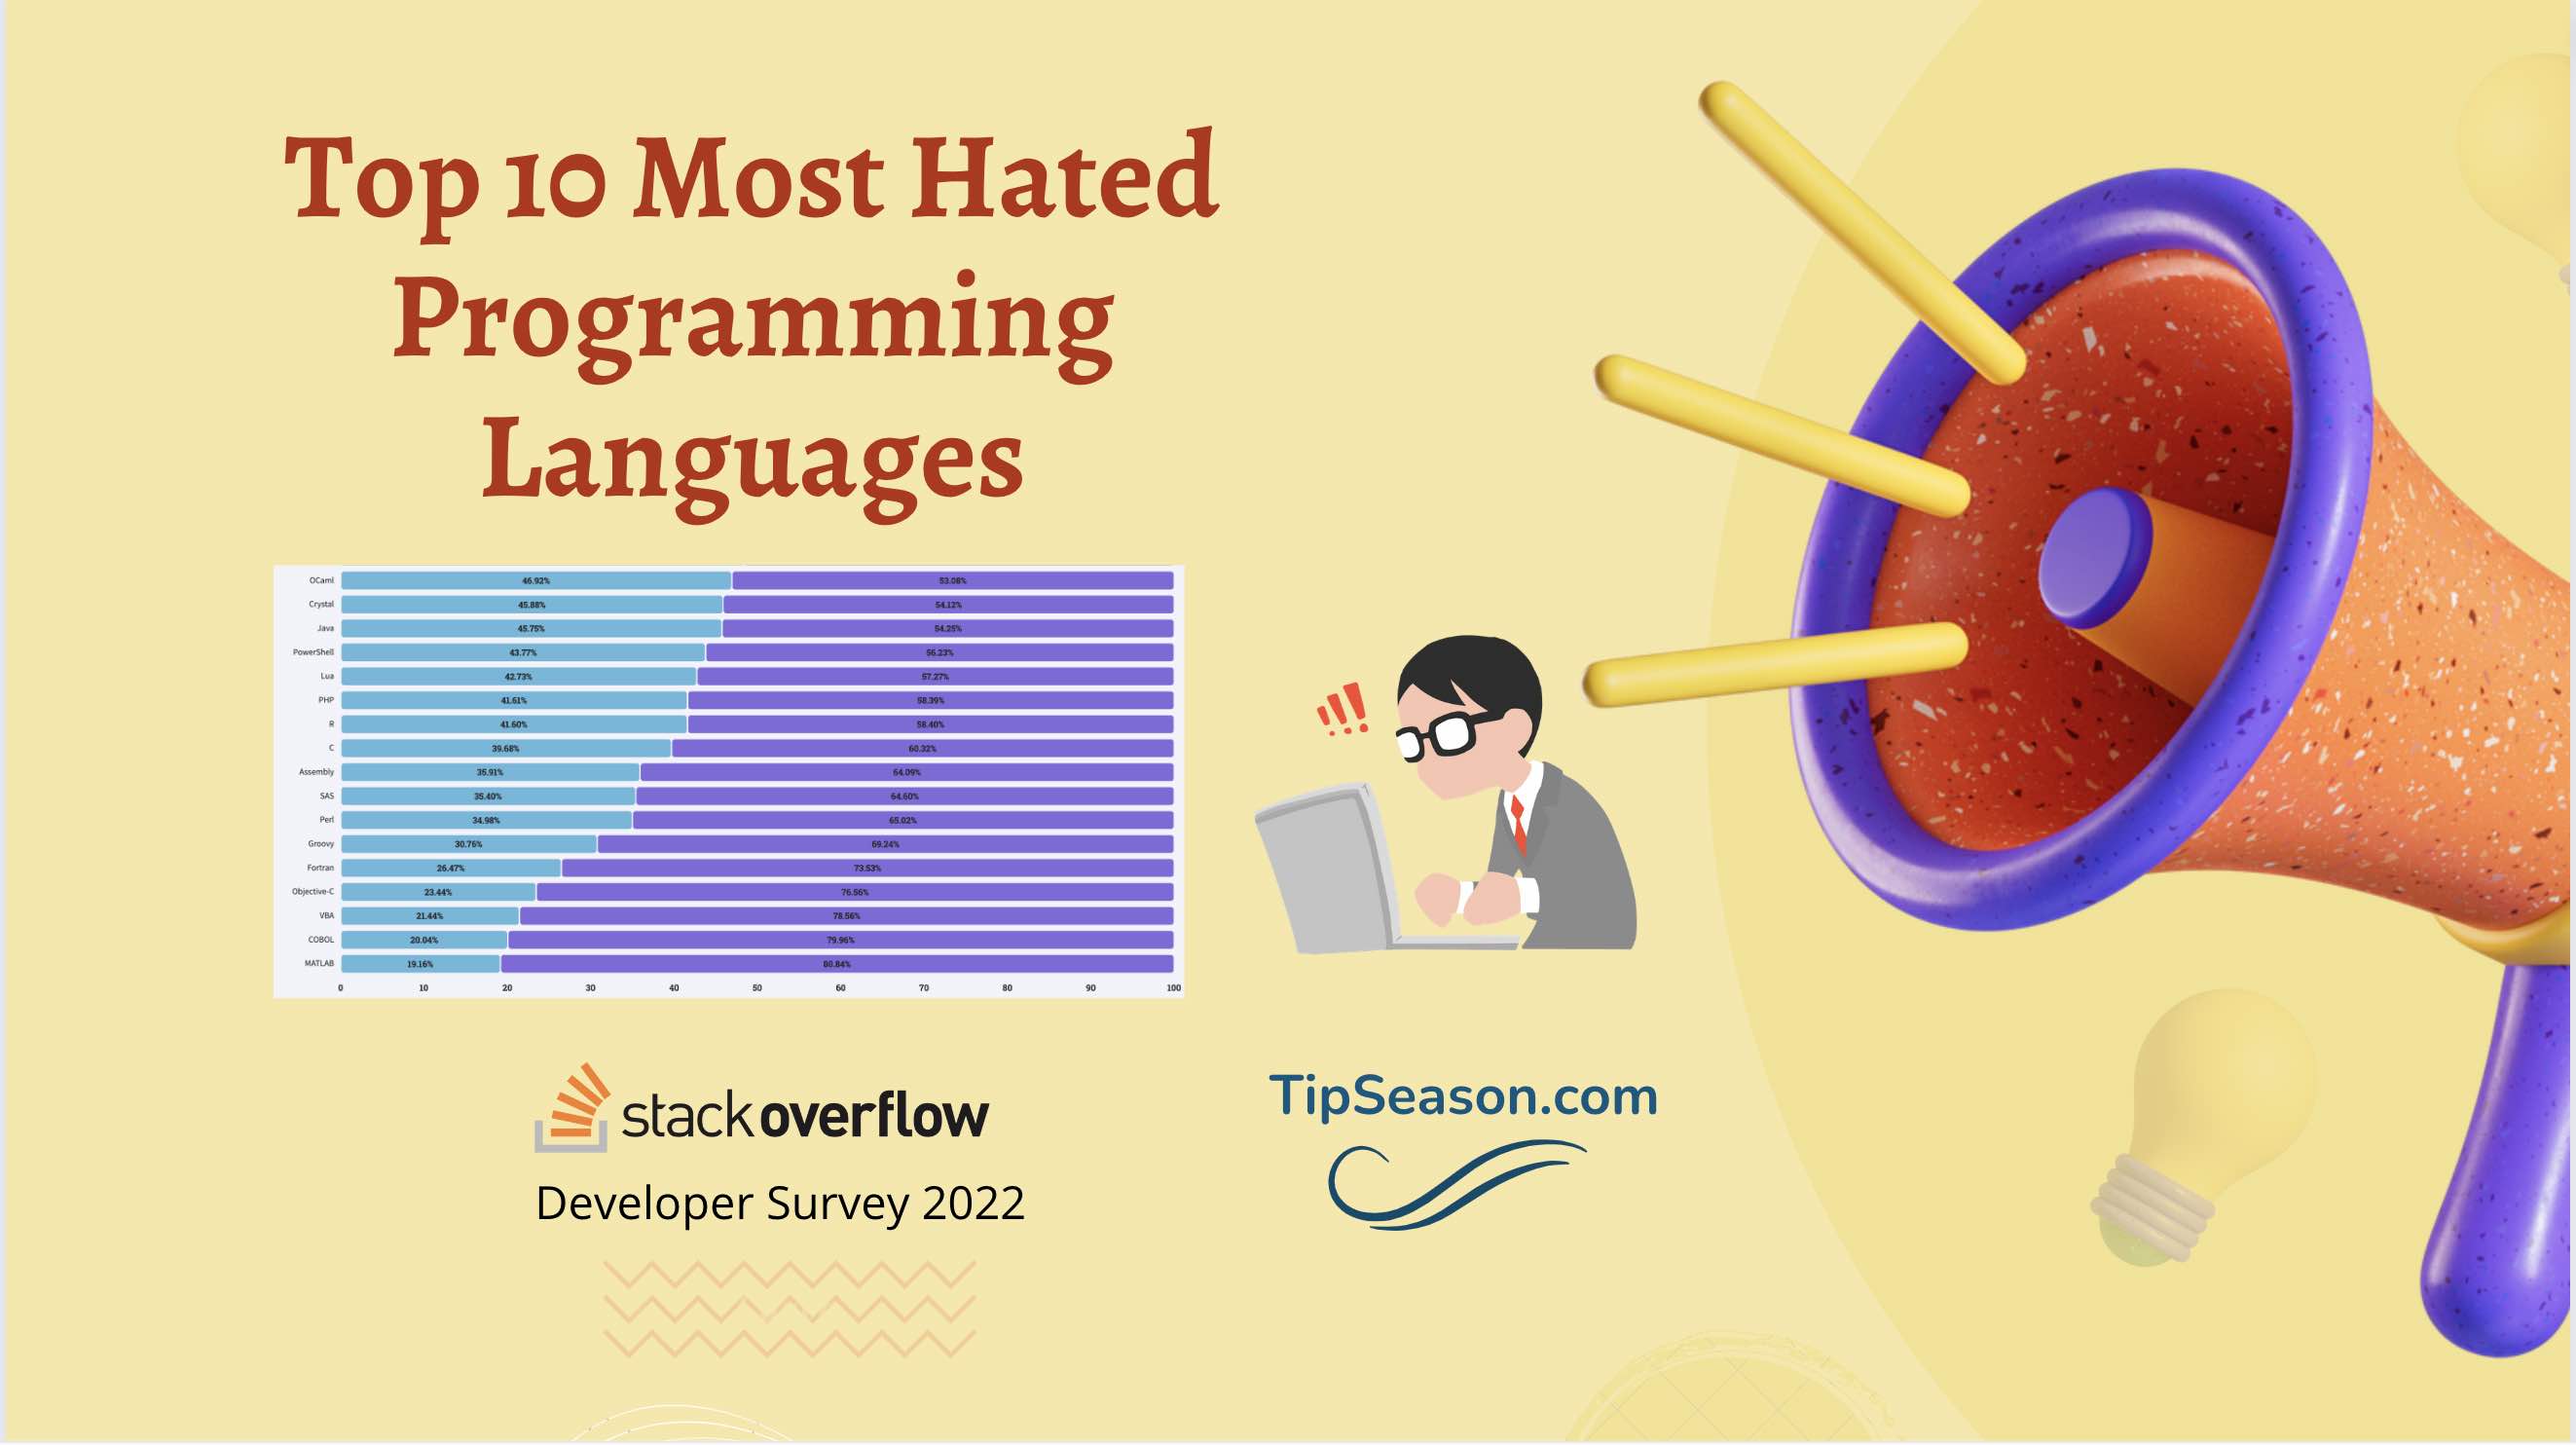 Top 10 Most Hated
Programming
Languages
OCaml 46.92% 53.08%
Crystal 45.88% 54.12%
Java 45.75% 54.25%
PowerShell 43.77% 56.23%
Lua 42.73% 57.27%
PHP 41.61% 58.39%
R 41.60% 58.40%
C 39.68% 60.32%
Assembly 35.91% 64.09%
SAS 35.40% 64.60%
Perl 34.98% 65.02%
Groovy 30.76% 69.24%
Fortran 26.47% 73.53%
Objective-C 23.44% 76.56%
VBA 21.44% 78.56%
COBOL 20.04% 79.96%
MATLAB 19.16% 80.84%
0 10 20 30 40 50 60 70 80 90 100
!!!
stackoverflow
Developer Survey 2022
TipSeason.com